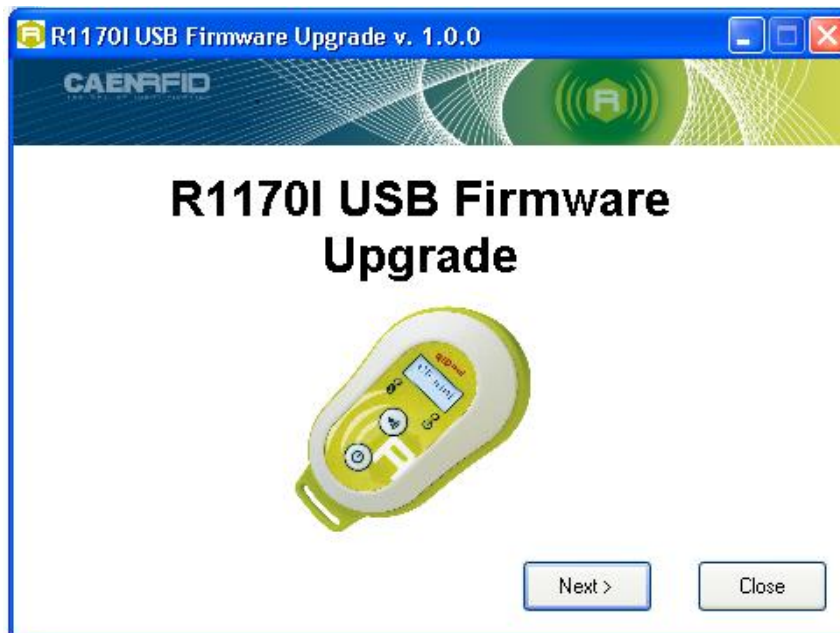 R1170I USB Firmware Upgrade v. 1.0.0
CAENRFID
R1170I USB Firmware
Upgrade
Next >
Close